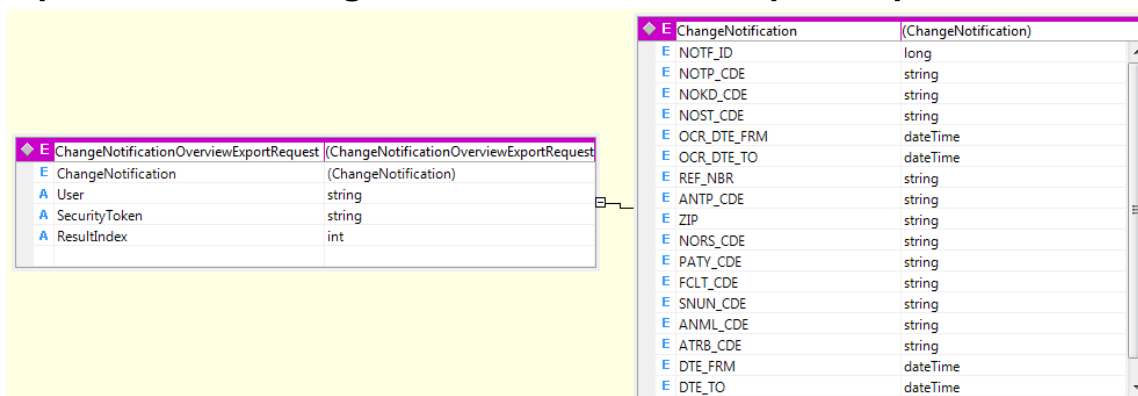 E ChangeNotification (ChangeNotification)
E NOTF_ID long
E NOTP_CDE string
E NOKD_CDE string
E NOST_CDE string
E OCR_DTE_FRM dateTime
E OCR_DTE_TO dateTime
E REF_NBR string
E ANTP_CDE string
E ZIP string
E NORS_CDE string
E PATY_CDE string
E FCLT_CDE string
E SNUN_CDE string
E ANML_CDE string
E ATRB_CDE string
E DTE_FRM dateTime
E DTE_TO dateTime
E ChangeNotificationOverviewExportRequest (ChangeNotificationOverviewExportRequest
E ChangeNotification (ChangeNotification)
A User string
A SecurityToken string
A ResultIndex int